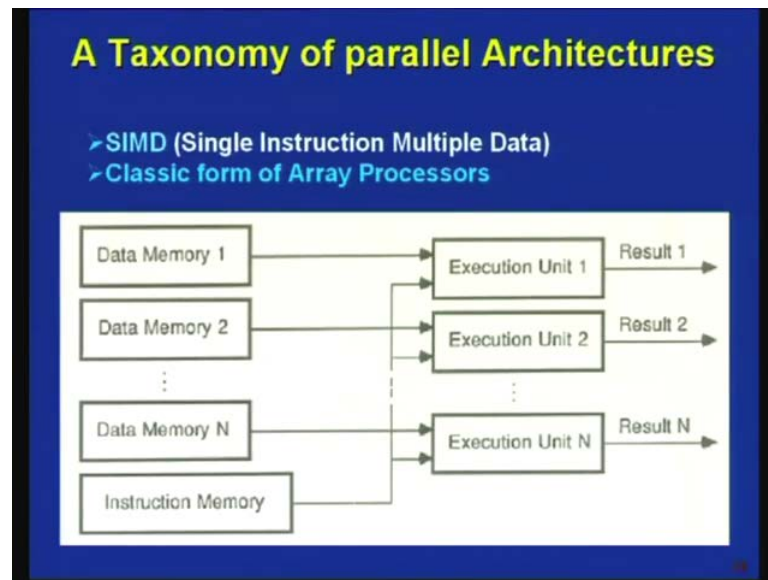 A Taxonomy of parallel Architectures
➢SIMD (Single Instruction Multiple Data)
➢Classic form of Array Processors
Data Memory 1
Execution Unit 1
Result 1
Data Memory 2
Execution Unit 2
Result 2
Data Memory N
Execution Unit N
Result N
Instruction Memory